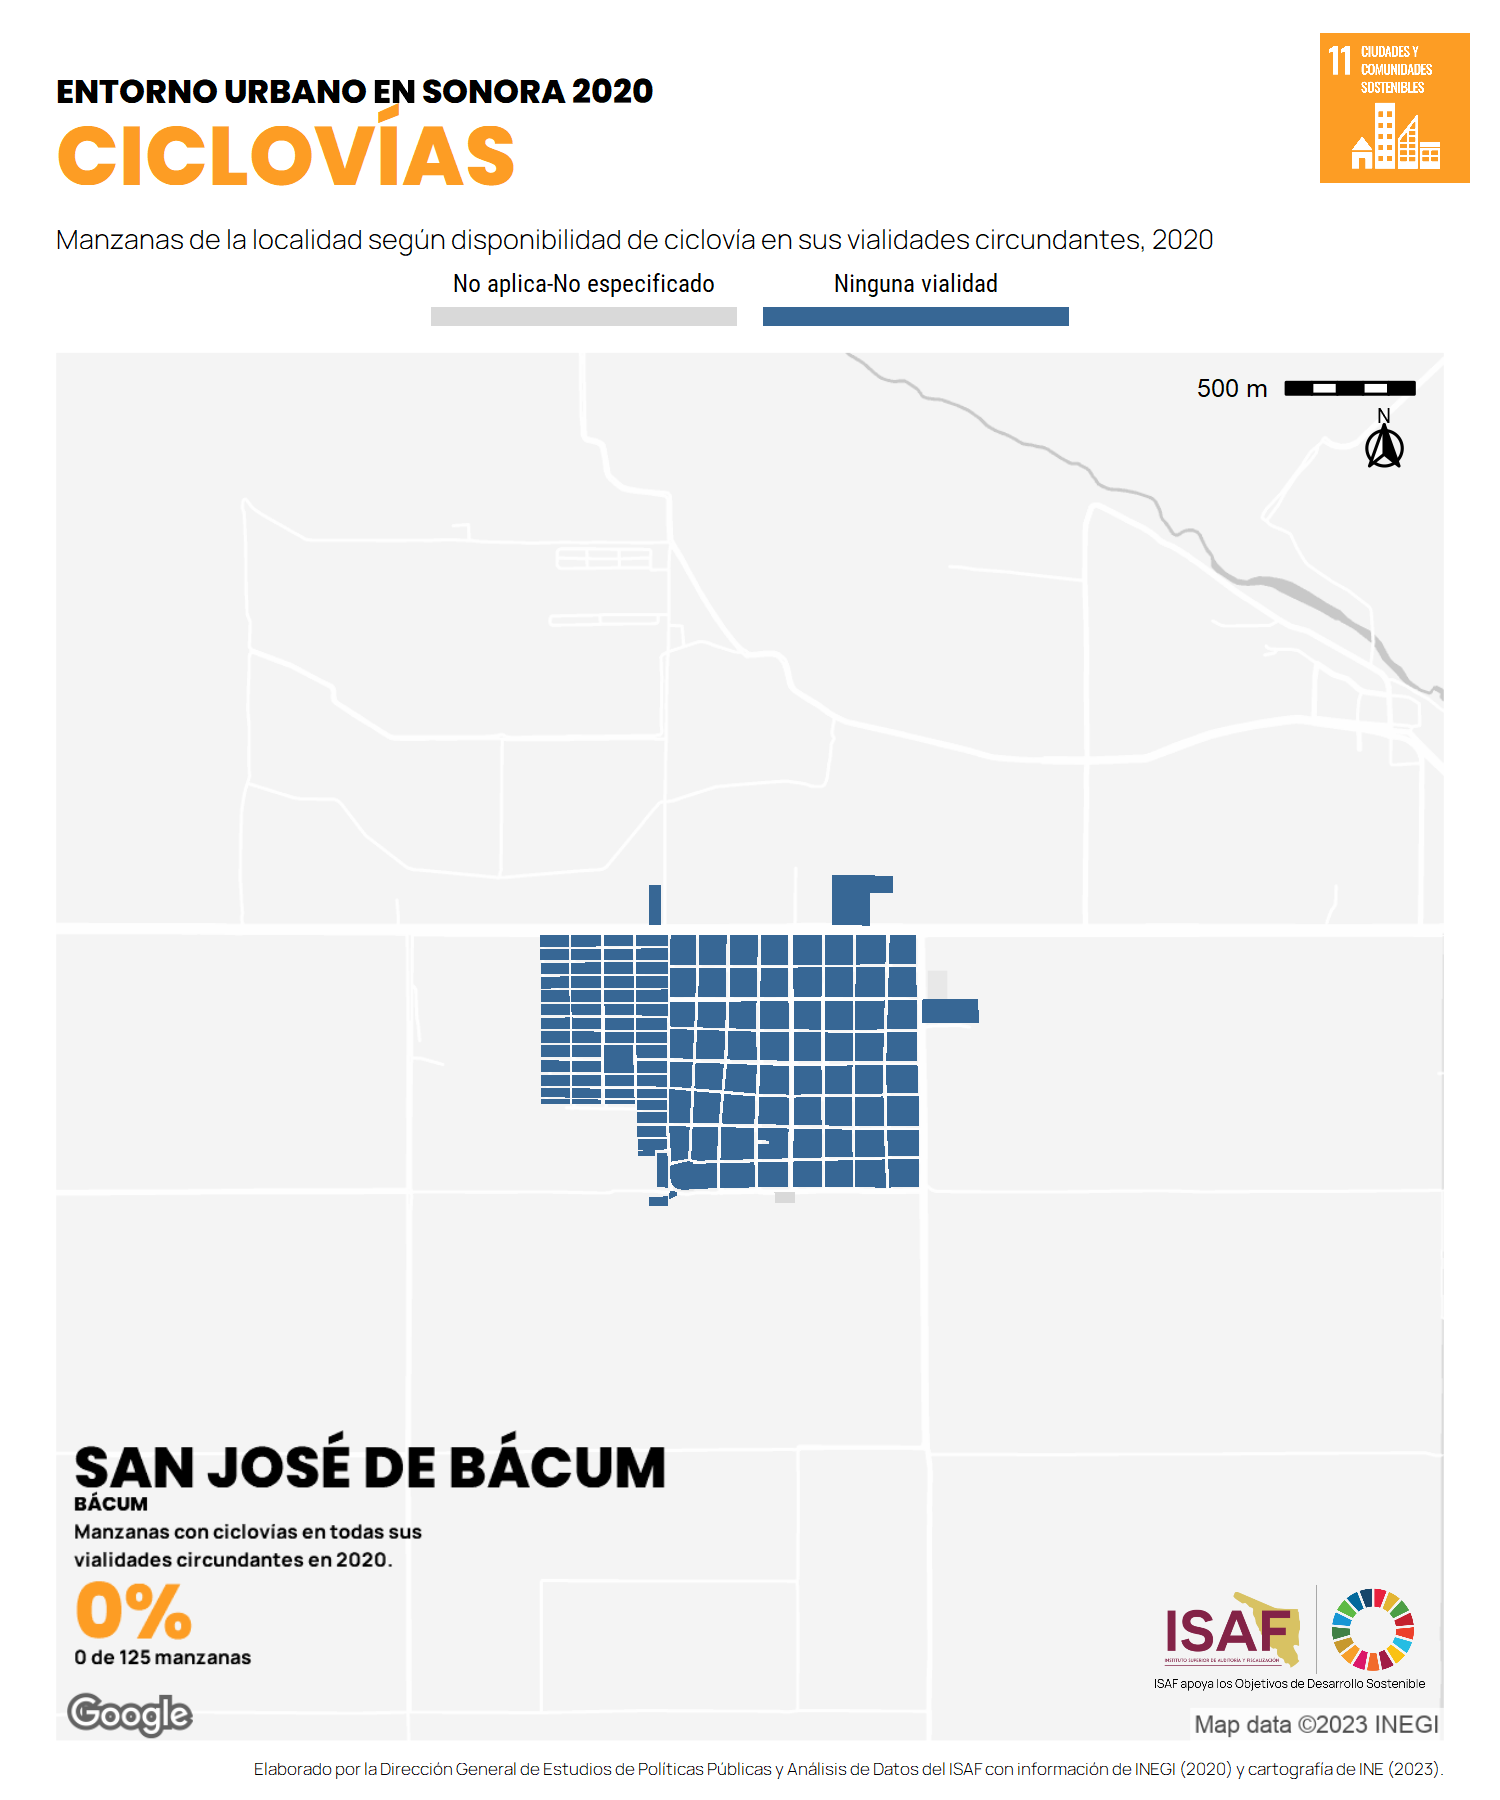 11 CIUDADES Y
COMUNIDADES
SOSTENIBLES
ENTORNO URBANO EN SONORA 2020
CICLOVÍAS
Manzanas de la localidad según disponibilidad de ciclovía en sus vialidades circundantes, 2020
No aplica-No especificado
Ninguna vialidad
500 m
N
SAN JOSÉ DE BÁCUM
BÁCUM
Manzanas con ciclovias en todas sus
vialidades circundantes en 2020.
0%
0 de 125 manzanas
Google
ISAF
INSTITUTO SUPERIOR DE AUDITORÍA Y FISCALIZACIÓN
ISAF apoya los Objetivos de Desarrollo Sostenible
Map data ©2023 INEGI
Elaborado por la Dirección General de Estudios de Políticas Públicas y Análisis de Datos del ISAF con información de INEGI (2020) y cartografía de INE (2023).